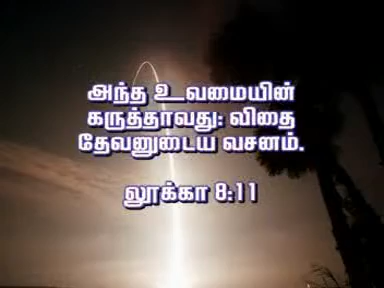 அந்த உவமையின்
கருத்தாவது: விதை
தேவனுடைய வசனம்.
லூக்கா 8:11